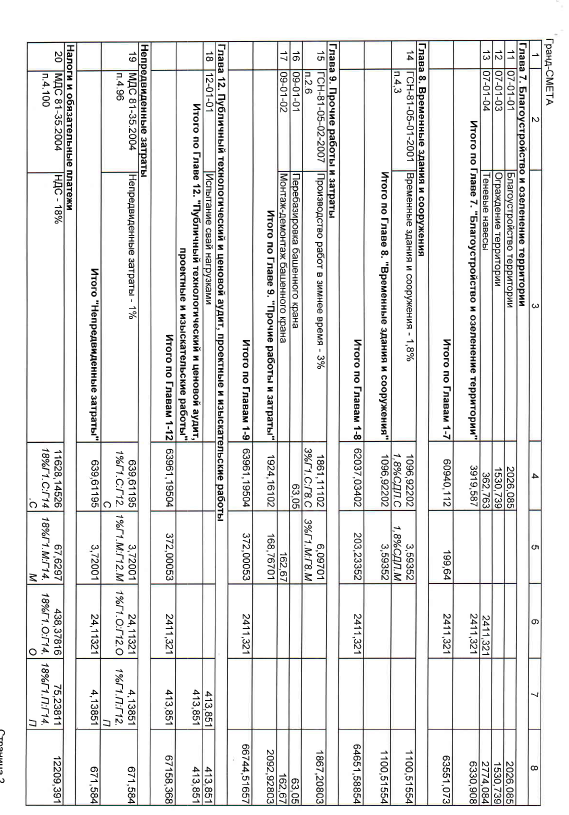 Гранд-СМЕТА
1 2 3 4 5 6 7 8
Глава 7. Благоустройство и озеленение территории
11 07-01-01 Благоустройство территории 2026,085 2026,085
12 07-01-03 Ограждение территории 1530,739 1530,739
13 07-01-04 Теневые навесы 362,763 2411,321 2774,084
Итого по Главе 7. "Благоустройство и озеленение территории" 3919,587 2411,321 6330,908
Итого по Главам 1-7 60940,112 199,64 2411,321 63551,073
Глава 8. Временные здания и сооружения
14 ГСН-81-05-01-2001 Временные здания и сооружения - 1,8% 1096,92202 3,59352 1100,51554
п.4,3 1,8%СДЛ.С 1,8%СДЛ.М
Итого по Главе 8. "Временные здания и сооружения" 1096,92202 3,59352 1100,51554
Итого по Главам 1-8 62037,03402 203,23352 2411,321 64651,58854
Глава 9. Прочие работы и затраты
15 ГСН-81-05-02-2007 Производство работ в зимнее время - 3% 1861,11102 6,09701 1867,20803
п.2.6 3%Г1.С:Г8.С 3%Г1.М:Г8.М
16 09-01-01 Перебазировка башенного крана 63,05 63,05
17 09-01-02 Монтаж-демонтаж башенного крана 162,67 162,67
Итого по Главе 9. "Прочие работы и затраты" 1924,16102 168,76701 2092,92803
Итого по Главам 1-9 63961,19504 372,00053 2411,321 66744,51657
Глава 12. Публичный технологический и ценовой аудит, проектные и изыскательские работы
18 12-01-01 Испытание свай нагрузками 413,851 413,851
Итого по Главе 12. "Публичный технологический и ценовой аудит, 413,851 413,851
проектные и изыскательские работы"
Итого по Главам 1-12 63961,19504 372,00053 2411,321 413,851 67158,368
Непредвиденные затраты
19 МДС 81-35.2004 Непредвиденные затраты - 1% 639,61195 3,72001 24,11321 4,13851 671,584
п.4.96 1%Г1.С:Г12. 1%Г1.М:Г12.М 1%Г1.О:Г12.О 1%Г1.П:Г12.
С П
Итого "Непредвиденные затраты" 639,61195 3,72001 24,11321 4,13851 671,584
Налоги и обязательные платежи
20 МДС 81-35.2004 НДС - 18% 11628,14526 67,6297 438,37816 75,23811 12209,391
п.4.100 18%Г1.С:Г14 18%Г1.М:Г14. 18%Г1.О:Г14. 18%Г1.П:Г14.
.С М О П
Страница 2